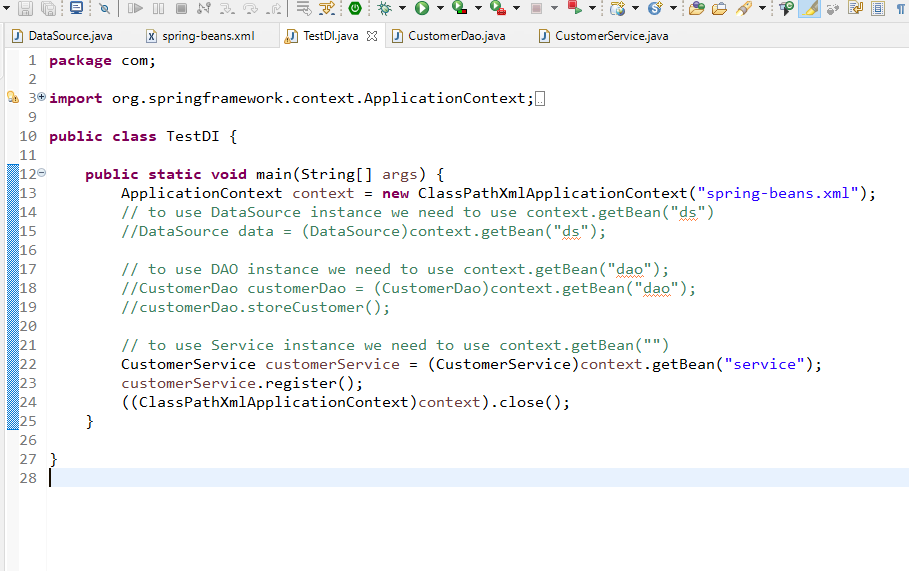 DataSource.java spring-beans.xml TestDI.java CustomerDao.java CustomerService.java
1 package com;
2
3 import org.springframework.context.ApplicationContext;
9
10 public class TestDI {
11
12 public static void main(String[] args) {
13 ApplicationContext context = new ClassPathXmlApplicationContext("spring-beans.xml");
14 // to use DataSource instance we need to use context.getBean("ds")
15 //DataSource data = (DataSource)context.getBean("ds");
16
17 // to use DAO instance we need to use context.getBean("dao");
18 //CustomerDao customerDao = (CustomerDao)context.getBean("dao");
19 //customerDao.storeCustomer();
20
21 // to use Service instance we need to use context.getBean("")
22 CustomerService customerService = (CustomerService)context.getBean("service");
23 customerService.register();
24 ((ClassPathXmlApplicationContext)context).close();
25 }
26
27 }
28